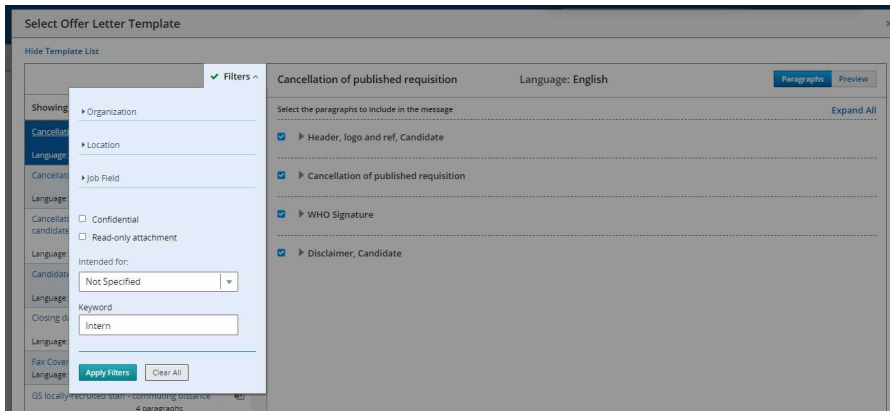 Select Offer Letter Template
Hide Template List
Filters
Showing
Organization
Location
Job Field
Confidential
Read-only attachment
Intended for:
Not Specified
Keyword
Intern
Apply Filters Clear All
Language:
Language:
candidate
Language:
Language:
Closing
Language:
Fax Cover
Language:
GS locally-recruited staff - commuting distance
4 paragraphs
Cancellation of published requisition Language: English Paragraphs Preview
Select the paragraphs to include in the message Expand All
Header, logo and ref, Candidate
Cancellation of published requisition
WHO Signature
Disclaimer, Candidate